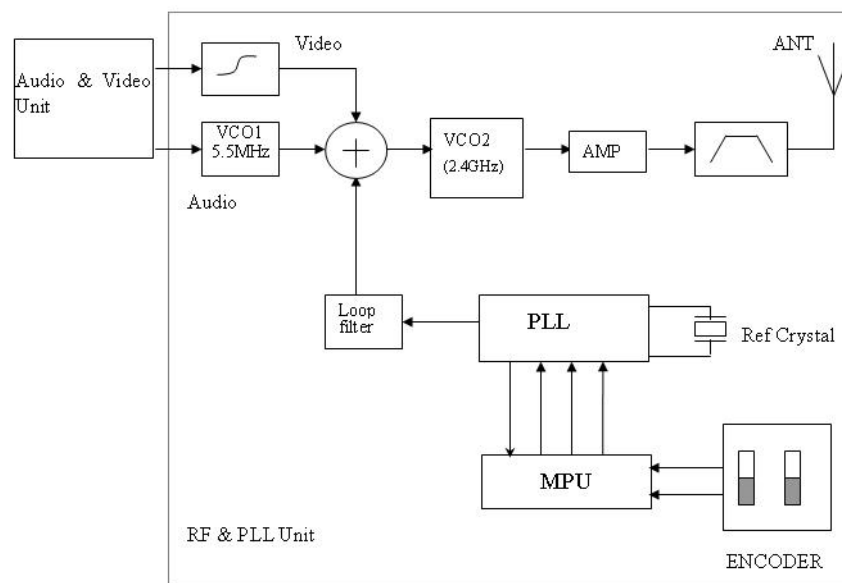 Video
ANT
Audio & Video
Unit
VCO1
5.5MHz
VCO2
(2.4GHz)
AMP
Audio
Loop
filter
PLL
Ref Crystal
MPU
RF & PLL Unit
ENCODER